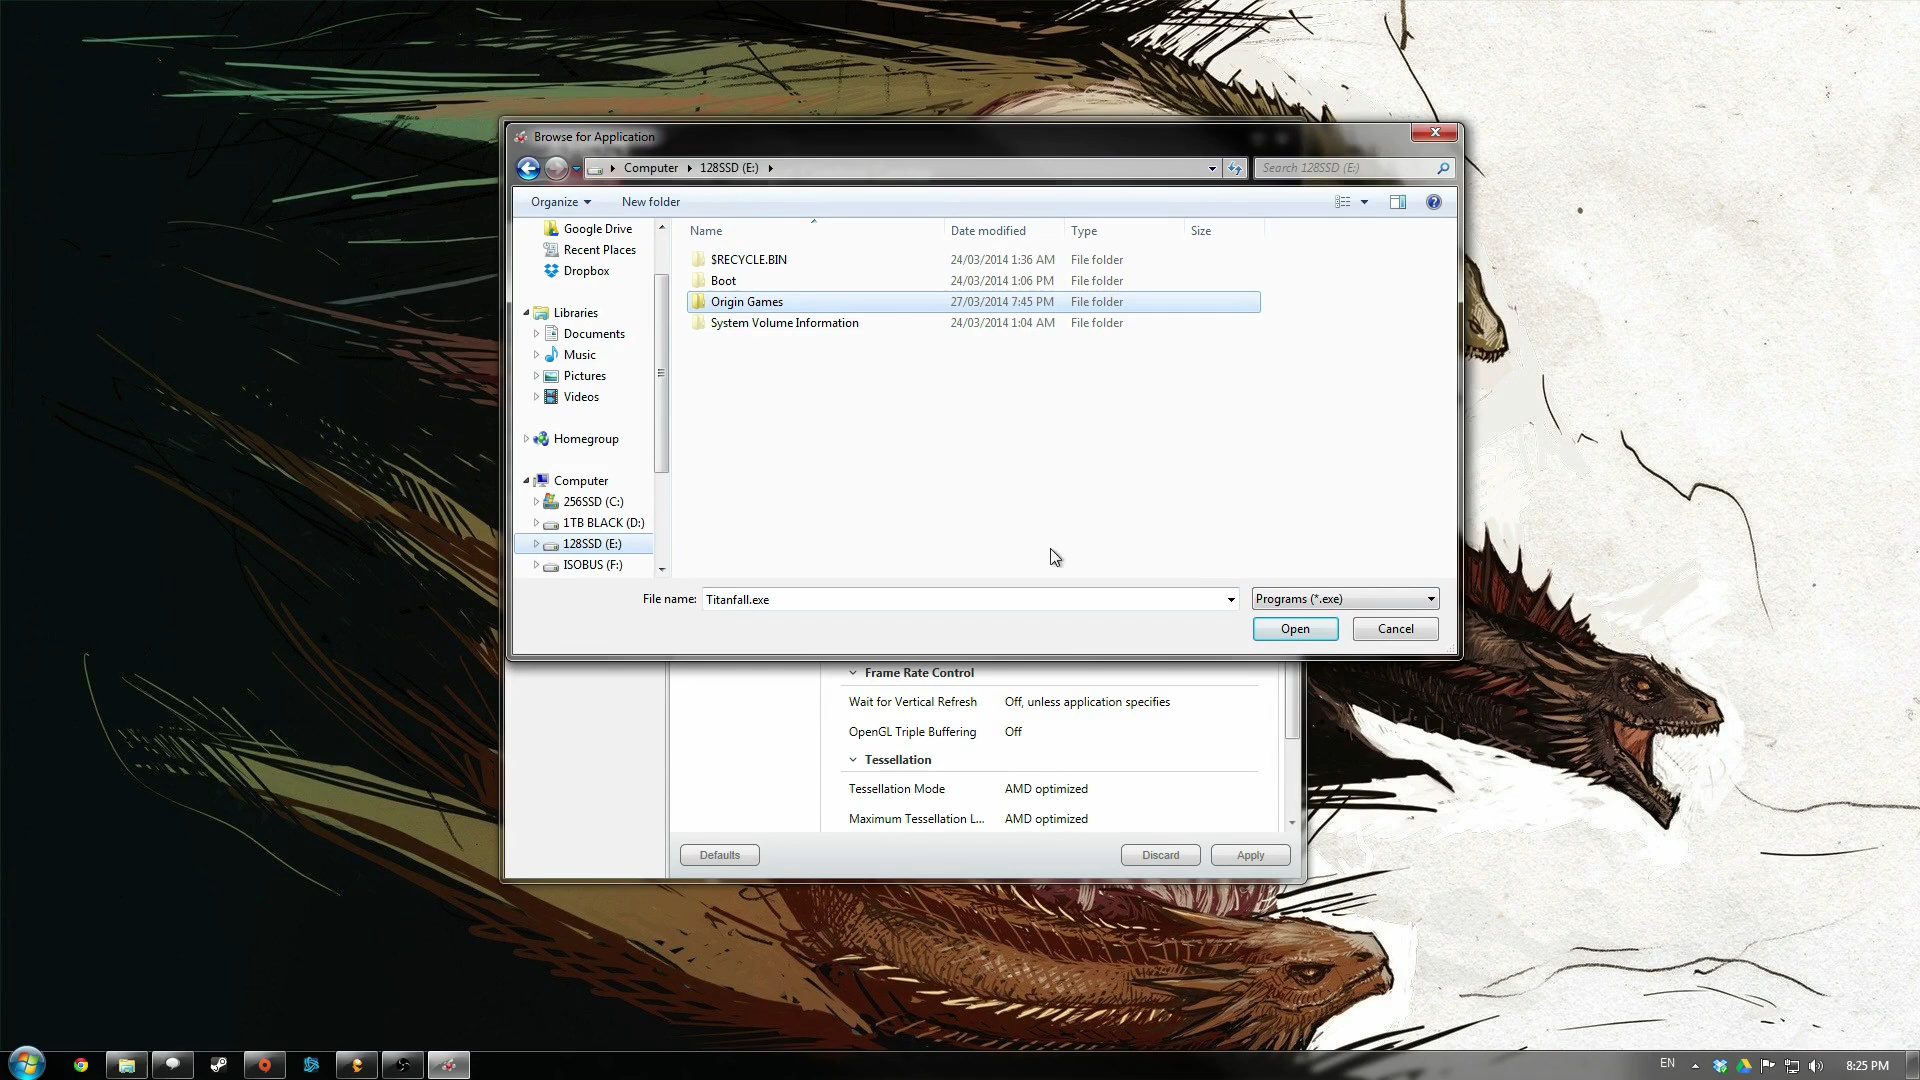 Browse for Application
Computer 128SSD (E:)
Search 128SSD (E:)
Organize New folder
Google Drive
Recent Places
Dropbox
Libraries
Documents
Music
Pictures
Videos
Homegroup
Computer
256SSD (C:)
1TB BLACK (D:)
128SSD (E:)
ISOBUS (F:)
Name Date modified Type Size
$RECYCLE.BIN 24/03/2014 1:36 AM File folder
Boot 24/03/2014 1:06 PM File folder
Origin Games 27/03/2014 7:45 PM File folder
System Volume Information 24/03/2014 1:04 AM File folder
File name: Titanfall.exe Programs (*.exe)
Open Cancel
Frame Rate Control
Wait for Vertical Refresh Off, unless application specifies
OpenGL Triple Buffering Off
Tessellation
Tessellation Mode AMD optimized
Maximum Tessellation L... AMD optimized
Defaults Discard Apply
EN 8:25 PM